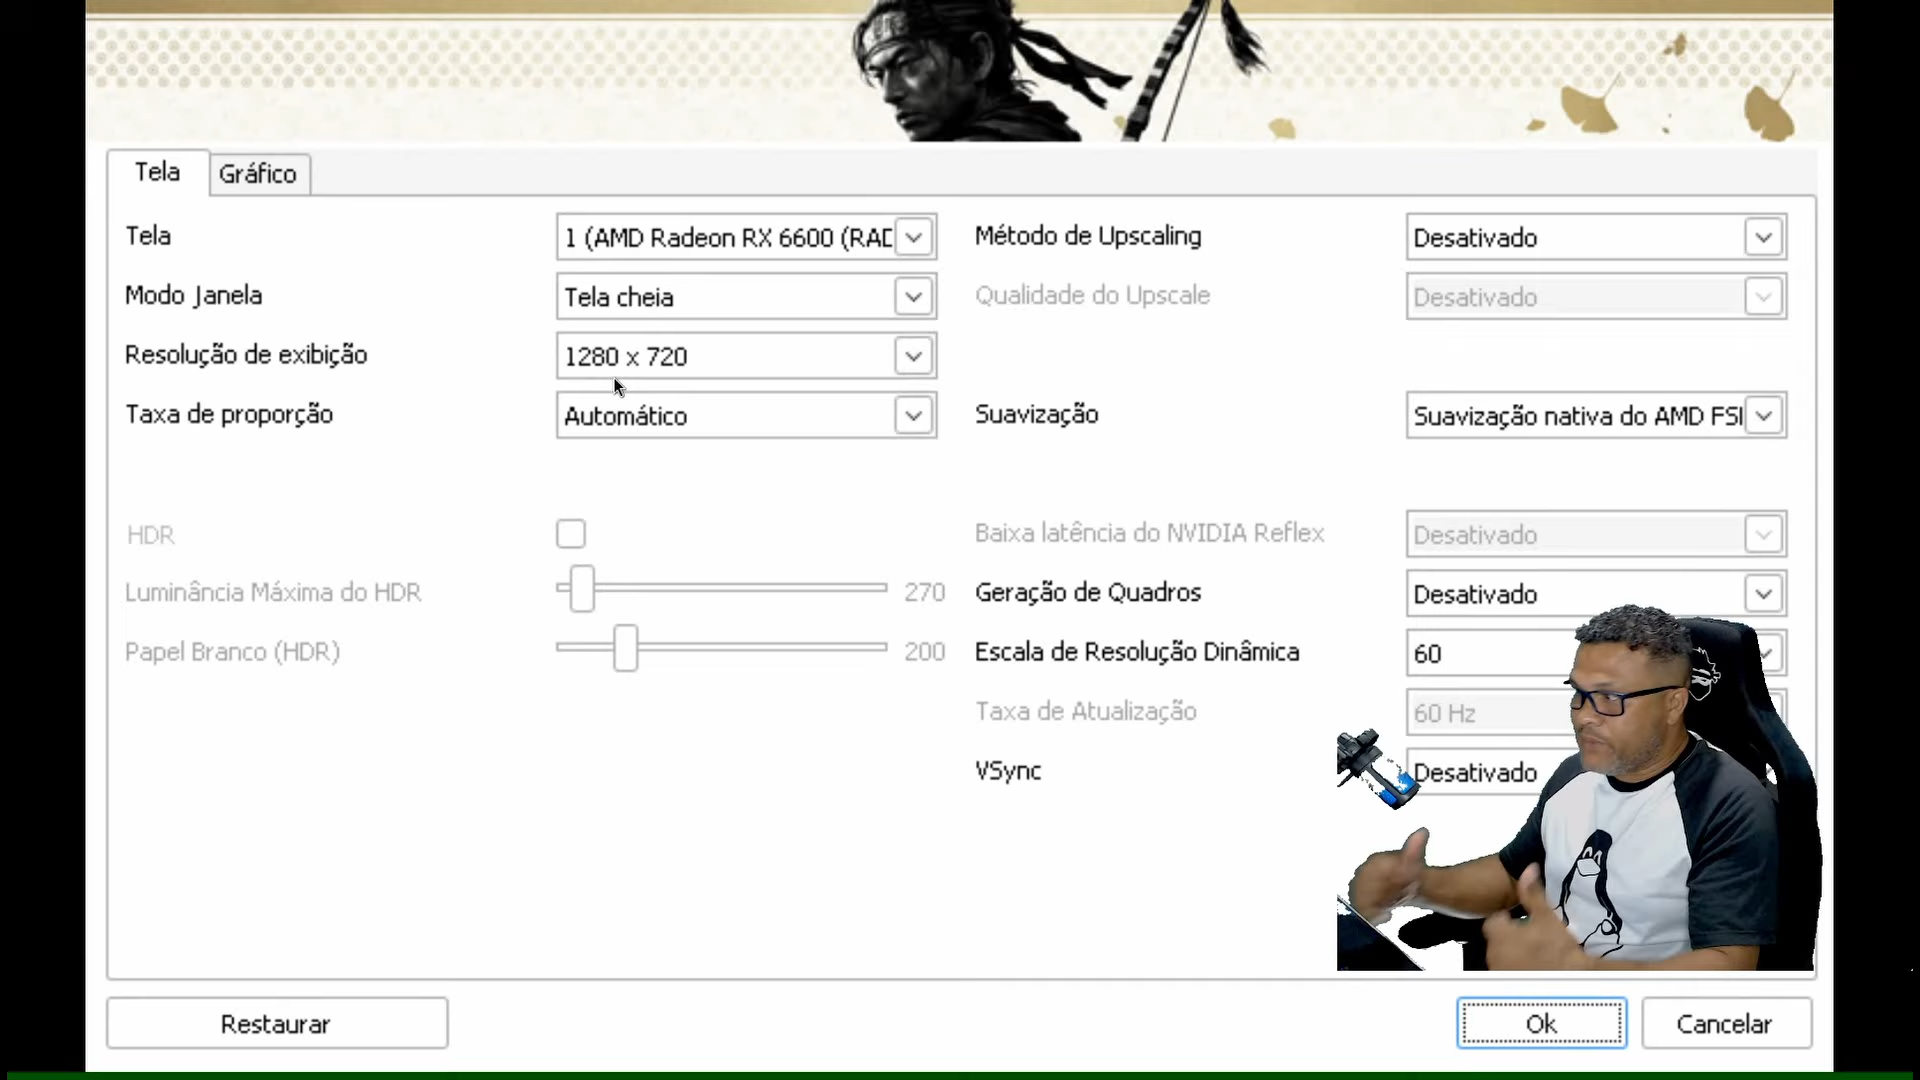 Tela
Gráfico
Tela
1 (AMD Radeon RX 6600 (RAD
Modo Janela
Tela cheia
Resolução de exibição
1280 x 720
Taxa de proporção
Automático
HDR
Luminância Máxima do HDR
270
Papel Branco (HDR)
200
Método de Upscaling
Desativado
Qualidade do Upscale
Desativado
Suavização
Suavização nativa do AMD FSR
Baixa latência do NVIDIA Reflex
Desativado
Geração de Quadros
Desativado
Escala de Resolução Dinâmica
60
Taxa de Atualização
60 Hz
VSync
Desativado
Restaurar
Ok
Cancelar